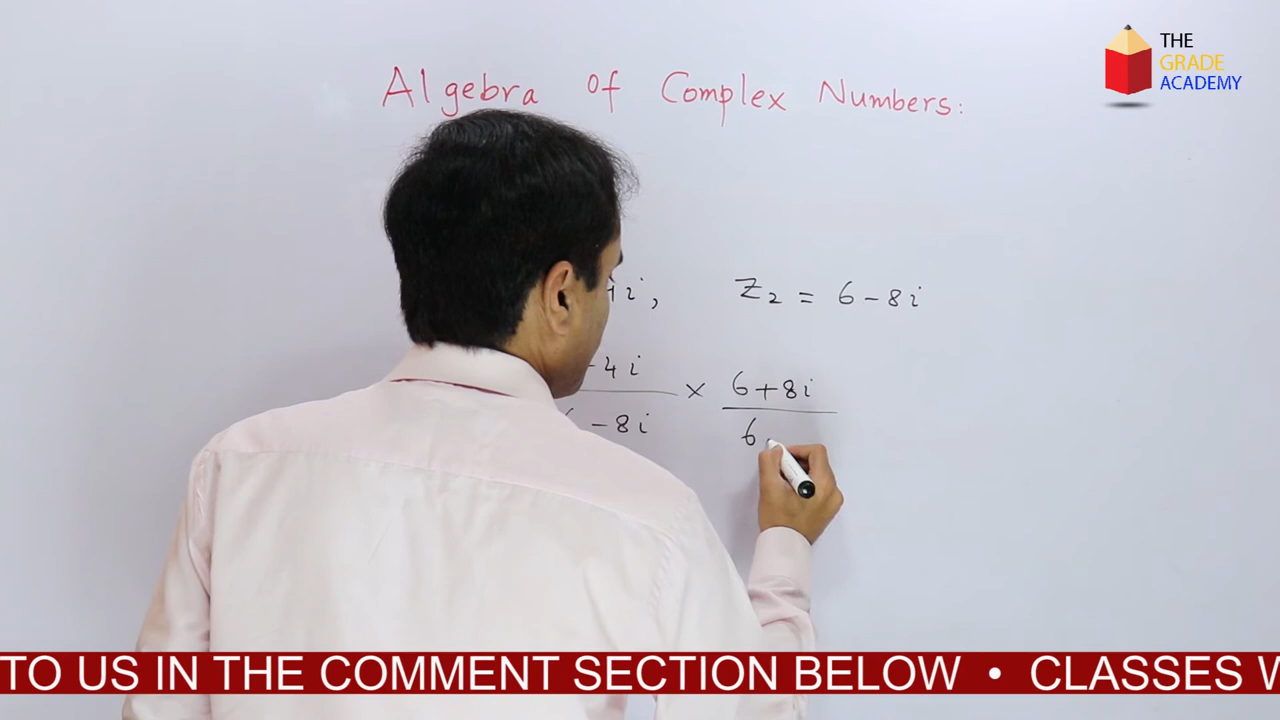 THE
GRADE
ACADEMY
Algebra of Complex Numbers:
4i, Z2 = 6-8i
-4i × 6+8i
-8i 6
TO US IN THE COMMENT SECTION BELOW • CLASSES W